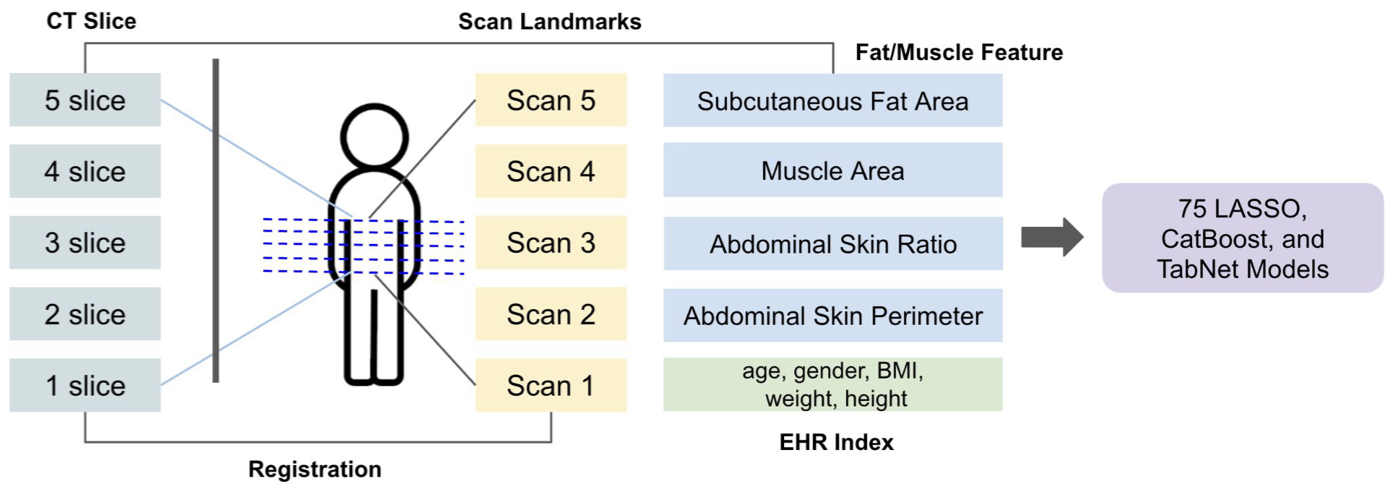 CT Slice
Scan Landmarks
Fat/Muscle Feature
5 slice
4 slice
3 slice
2 slice
1 slice
Scan 5
Scan 4
Scan 3
Scan 2
Scan 1
Subcutaneous Fat Area
Muscle Area
Abdominal Skin Ratio
Abdominal Skin Perimeter
age, gender, BMI,
weight, height
EHR Index
Registration
75 LASSO,
CatBoost, and
TabNet Models